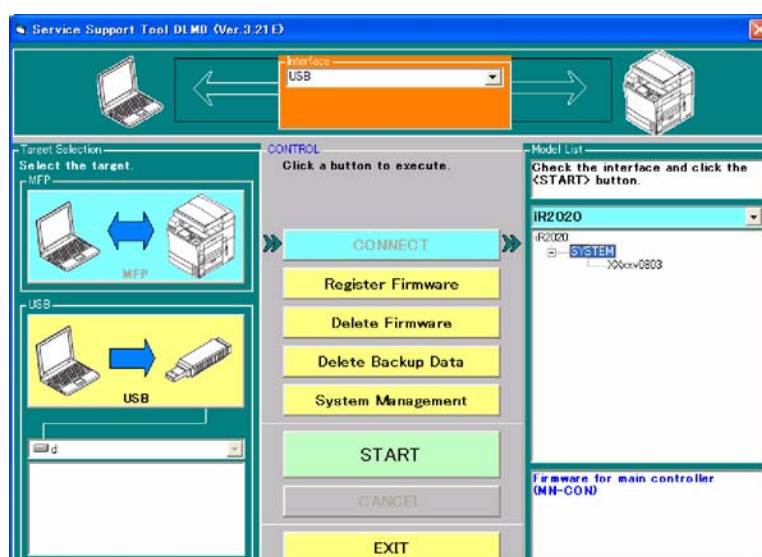 Service Support Tool DLMD (Ver.3.21E)
Interface
USB
Target Selection
Select the target.
MFP
MFP
USB
USB
d
CONTROL
Click a button to execute.
CONNECT
Register Firmware
Delete Firmware
Delete Backup Data
System Management
START
CANCEL
EXIT
Model List
Check the interface and click the
<START> button.
iR2020
iR2020
SYSTEM
XXxxv0803
Firmware for main controller
(MN-CON)